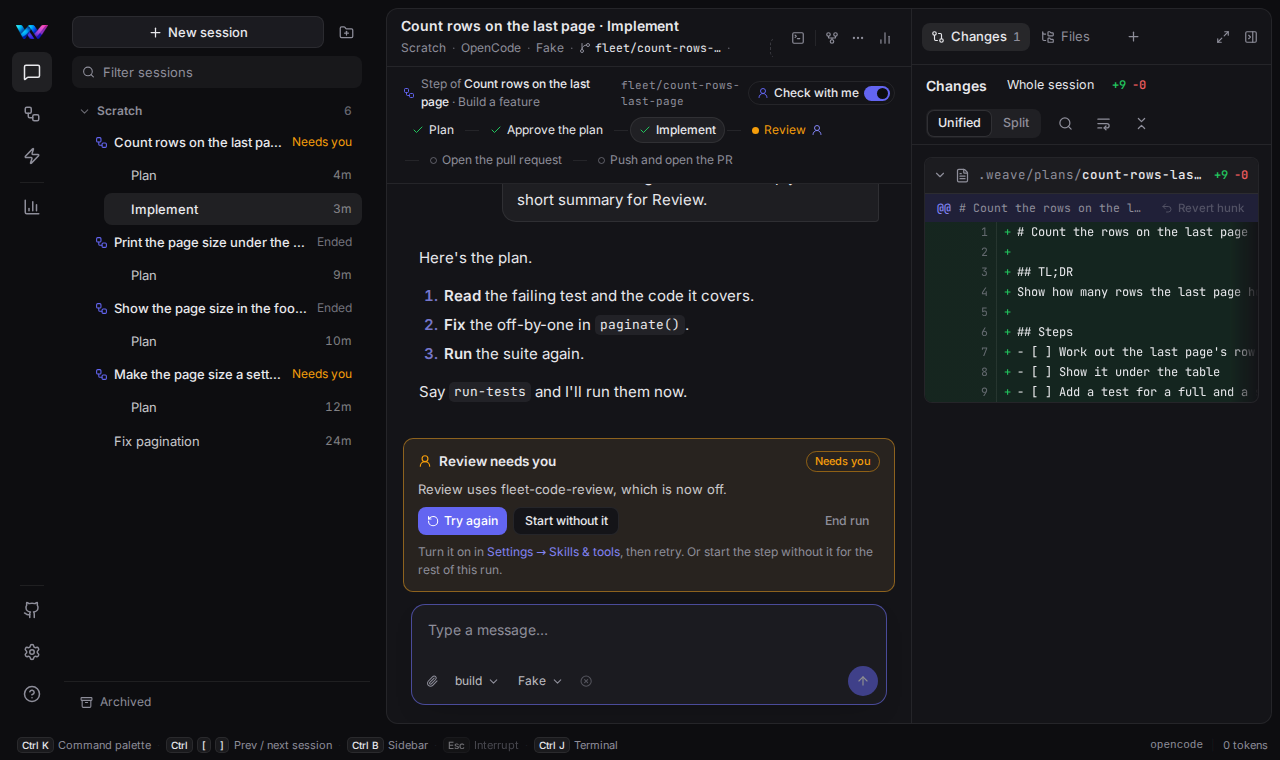 New session
Filter sessions
Scratch 6
Count rows on the last pa... Needs you
Plan 4m
Implement 3m
Print the page size under the ... Ended
Plan 9m
Show the page size in the foo... Ended
Plan 10m
Make the page size a sett... Needs you
Plan 12m
Fix pagination 24m
Archived
Count rows on the last page · Implement
Scratch · OpenCode · Fake · fleet/count-rows-… ·
Step of Count rows on the last
page · Build a feature
fleet/count-rows-
last-page
Check with me
Plan
Approve the plan
Implement
Review
Open the pull request
Push and open the PR
short summary for Review.
Here's the plan.
1. Read the failing test and the code it covers.
2. Fix the off-by-one in paginate().
3. Run the suite again.
Say run-tests and I'll run them now.
Review needs you
Needs you
Review uses fleet-code-review, which is now off.
Try again
Start without it
End run
Turn it on in Settings → Skills & tools, then retry. Or start the step without it for the
rest of this run.
Type a message...
build
Fake
Changes 1
Files
Changes
Whole session
+9 -0
Unified
Split
.weave/plans/count-rows-las… +9 -0
@@ # Count the rows on the l… Revert hunk
1 + # Count the rows on the last page
2 +
3 + ## TL;DR
4 + Show how many rows the last page h
5 +
6 + ## Steps
7 + - [ ] Work out the last page's row
8 + - [ ] Show it under the table
9 + - [ ] Add a test for a full and a
Ctrl K Command palette
Ctrl [ ] Prev / next session
Ctrl B Sidebar
Esc Interrupt
Ctrl J Terminal
opencode
0 tokens